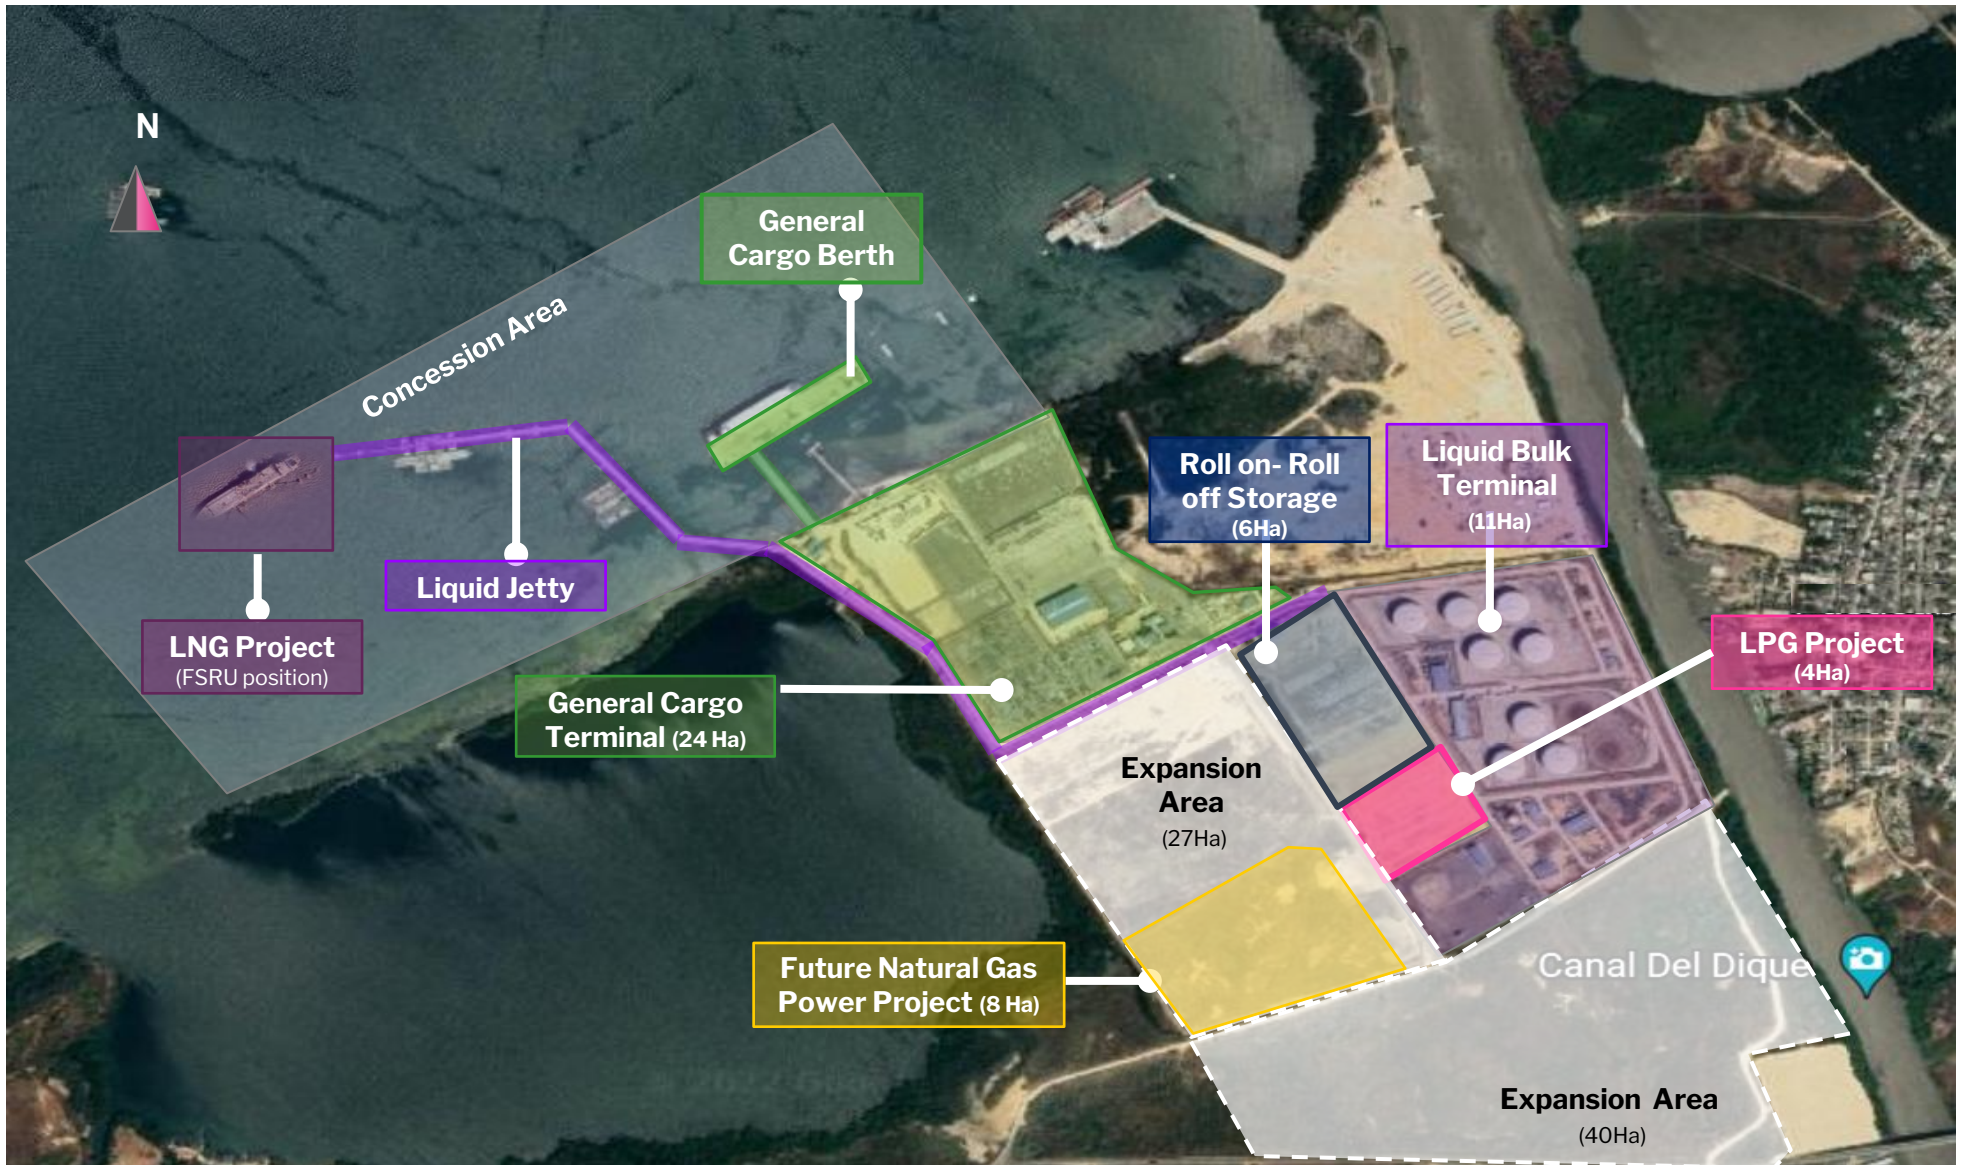 N
General
Cargo Berth
Concession Area
Roll on- Roll
off Storage
(6Ha)
Liquid Bulk
Terminal
(11Ha)
Liquid Jetty
LNG Project
(FSRU position)
LPG Project
(4Ha)
General Cargo
Terminal (24 Ha)
Expansion
Area
(27Ha)
Future Natural Gas
Power Project (8 Ha)
Canal Del Dique
Expansion Area
(40Ha)